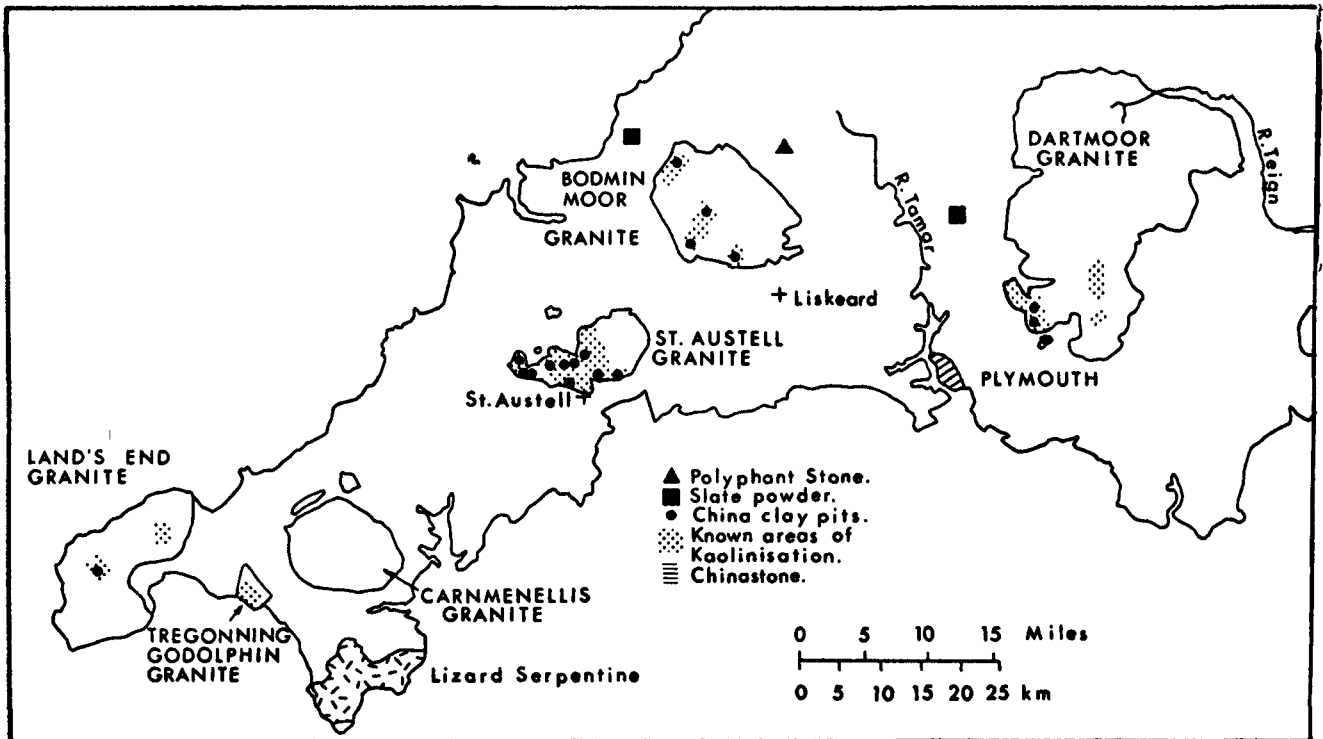 DARTMOOR
GRANITE
R.Teign
BODMIN
MOOR
GRANITE
R.Tamar
Liskeard
ST. AUSTELL
GRANITE
St. Austell
PLYMOUTH
LAND'S END
GRANITE
Polyphant Stone.
Slate powder.
China clay pits.
Known areas of
Kaolinisation.
Chinastone.
CARNMENELLIS
GRANITE
TREGONNING
GODOLPHIN
GRANITE
Lizard Serpentine
0 5 10 15 Miles
0 5 10 15 20 25 km